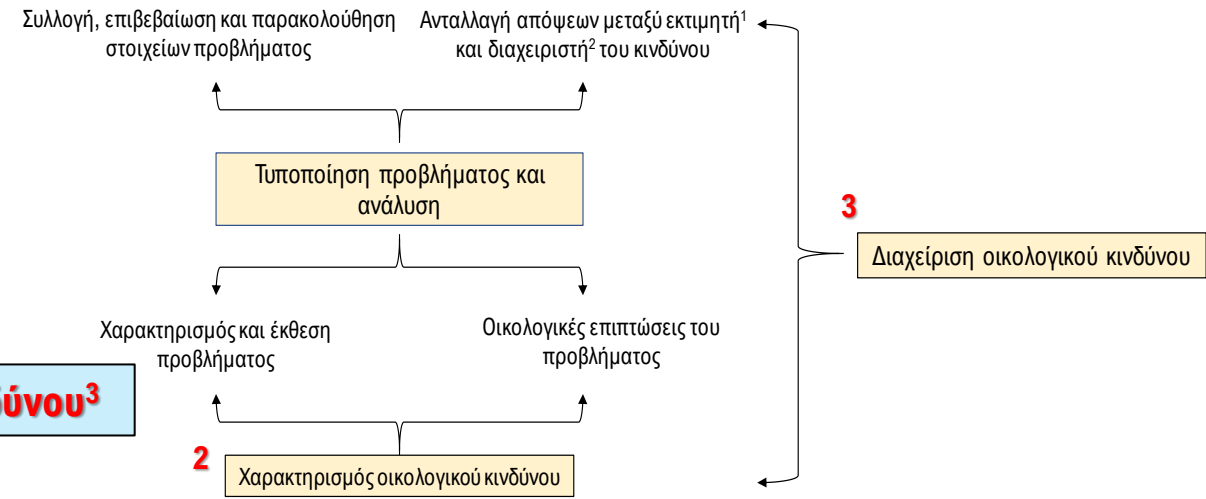 Συλλογή, επιβεβαίωση και παρακολούθηση
στοιχείων προβλήματος
Ανταλλαγή απόψεων μεταξύ εκτιμητή¹
και διαχειριστή² του κινδύνου
Τυποποίηση προβλήματος και
ανάλυση
3
Διαχείριση οικολογικού κινδύνου
Χαρακτηρισμός και έκθεση
προβλήματος
Οικολογικές επιπτώσεις του
προβλήματος
2
Χαρακτηρισμός οικολογικού κινδύνου